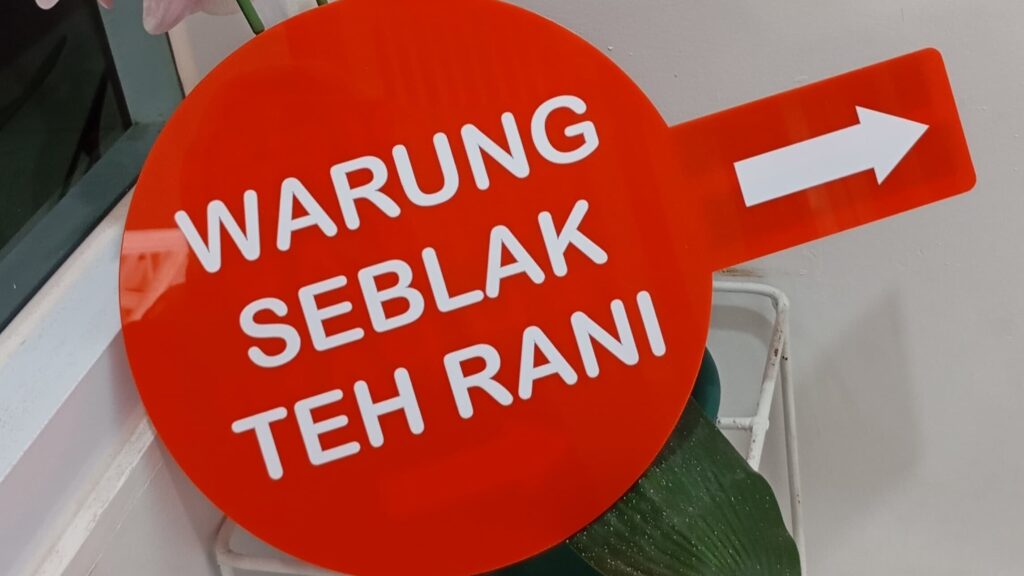 WARUNG
SEBLAK
TEH RANI